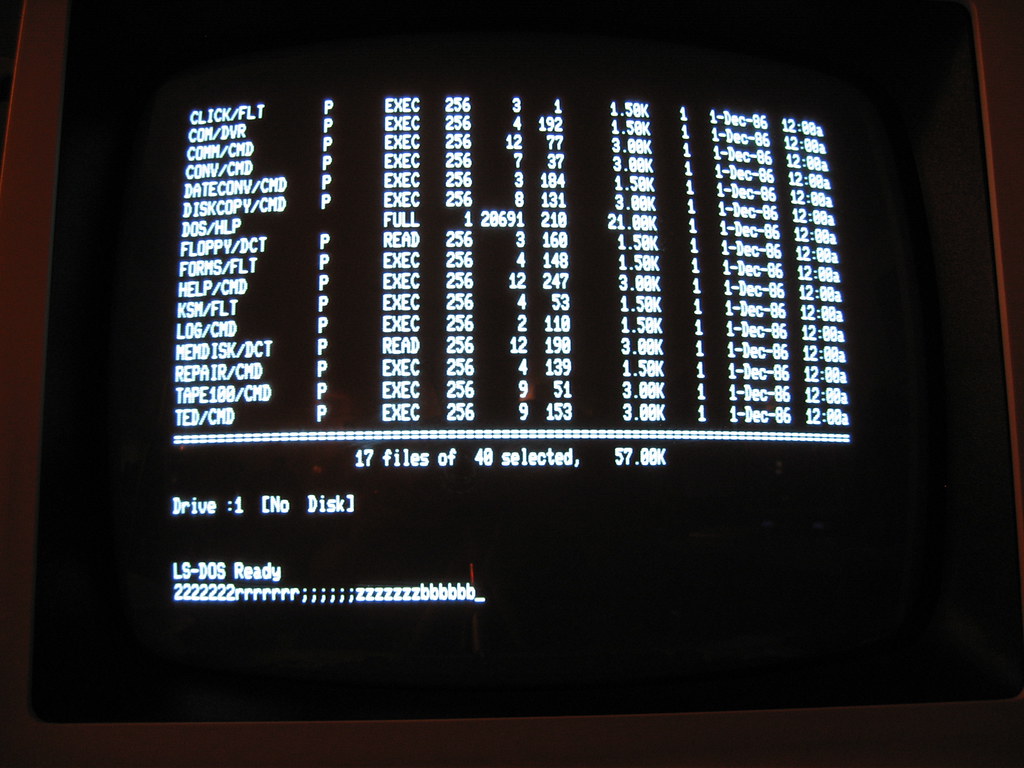 CLICK/FLT P EXEC 256 3 1 1.50K 1 1-Dec-86 12:00a
COM/DVR P EXEC 256 4 192 1.50K 1 1-Dec-86 12:00a
COMM/CMD P EXEC 256 12 77 3.00K 1 1-Dec-86 12:00a
CONV/CMD P EXEC 256 7 37 3.00K 1 1-Dec-86 12:00a
DATECONV/CMD P EXEC 256 3 184 1.50K 1 1-Dec-86 12:00a
DISKCOPY/CMD P EXEC 256 8 131 3.00K 1 1-Dec-86 12:00a
DOS/HLP FULL 1 20691 210 21.00K 1 1-Dec-86 12:00a
FLOPPY/DCT P READ 256 3 160 1.50K 1 1-Dec-86 12:00a
FORMS/FLT P EXEC 256 4 148 1.50K 1 1-Dec-86 12:00a
HELP/CMD P EXEC 256 12 247 3.00K 1 1-Dec-86 12:00a
KSM/FLT P EXEC 256 4 53 1.50K 1 1-Dec-86 12:00a
LOG/CMD P EXEC 256 2 110 1.50K 1 1-Dec-86 12:00a
MEMDISK/DCT P READ 256 12 190 3.00K 1 1-Dec-86 12:00a
REPAIR/CMD P EXEC 256 4 139 1.50K 1 1-Dec-86 12:00a
TAPE100/CMD P EXEC 256 9 51 3.00K 1 1-Dec-86 12:00a
TED/CMD P EXEC 256 9 153 3.00K 1 1-Dec-86 12:00a
============================================================================
17 files of 40 selected, 57.00K
Drive :1 [No Disk]
LS-DOS Ready
2222222rrrrrrr;;;;;;zzzzzzzbbbbbb_